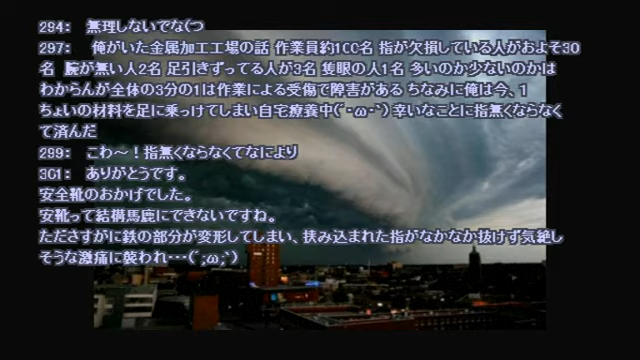 294: 無理しないでな(っ
297: 俺がいた金属加工工場の話 作業員約100名 指が欠損している人がおよそ30
名 腕が無い人2名 足引きずってる人が3名 隻眼の人1名 多いのか少ないのかは
わからんが全体の3分の1は作業による受傷で障害がある ちなみに俺は今、1
ちょいの材料を足に乗っけてしまい自宅療養中(´・ω・`) 幸いなことに指無くならなく
て済んだ
299: こわ~!指無くならなくてなにより
301: ありがとうです。
安全靴のおかげでした。
安靴って結構馬鹿にできないですね。
たださすがに鉄の部分が変形してしまい、挟み込まれた指がなかなか抜けず気絶し
そうな激痛に襲われ…(´;ω;`)